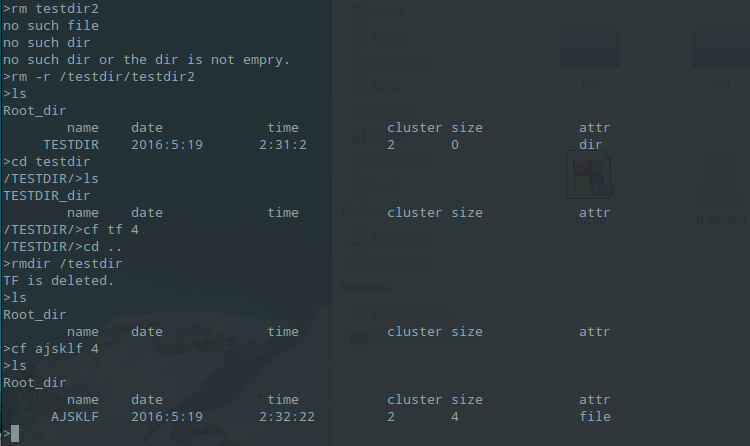 >rm testdir2
no such file
no such dir
no such dir or the dir is not empry.
>rm -r /testdir/testdir2
>ls
Root_dir
name date time cluster size attr
TESTDIR 2016:5:19 2:31:2 2 0 dir
>cd testdir
/TESTDIR/>ls
TESTDIR_dir
name date time cluster size attr
/TESTDIR/>cf tf 4
/TESTDIR/>cd ..
>rmdir /testdir
TF is deleted.
>ls
Root_dir
name date time cluster size attr
>cf ajsklf 4
>ls
Root_dir
name date time cluster size attr
AJSKLF 2016:5:19 2:32:22 2 4 file
>
bin
obj
tt.depend